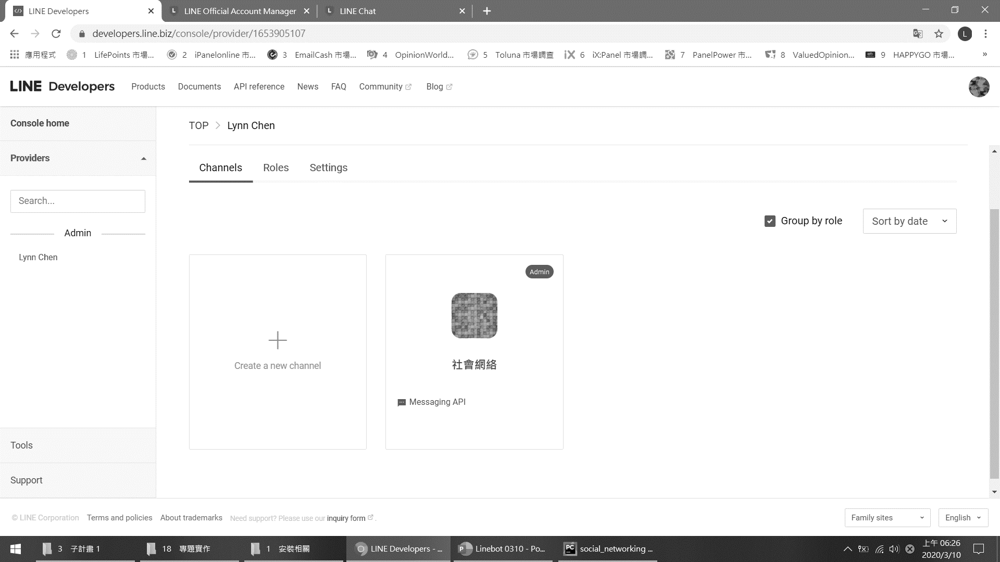 LINE Developers
LINE Official Account Manager
LINE Chat
developers.line.biz/console/provider/1653905107
L
應用程式
1 LifePoints 市場...
2 iPanelonline 市...
3 EmailCash 市場...
4 OpinionWorld...
5 Toluna 市場調查
6 iX:Panel 市場調...
7 PanelPower 市...
8 ValuedOpinion...
9 HAPPYGO 市場...
»
LINE Developers
Products
Documents
API reference
News
FAQ
Community
Blog
Console home
Providers
Search...
Admin
Lynn Chen
Tools
Support
TOP > Lynn Chen
Channels
Roles
Settings
Group by role
Sort by date
Create a new channel
Admin
社會網絡
Messaging API
© LINE Corporation
Terms and policies
About trademarks
Need support? Please use our inquiry form .
Family sites
English
3 子計畫 1
18 專題實作
1 安裝相關
LINE Developers - ...
Linebot 0310 - Po...
social_networking ...
上午 06:26
2020/3/10